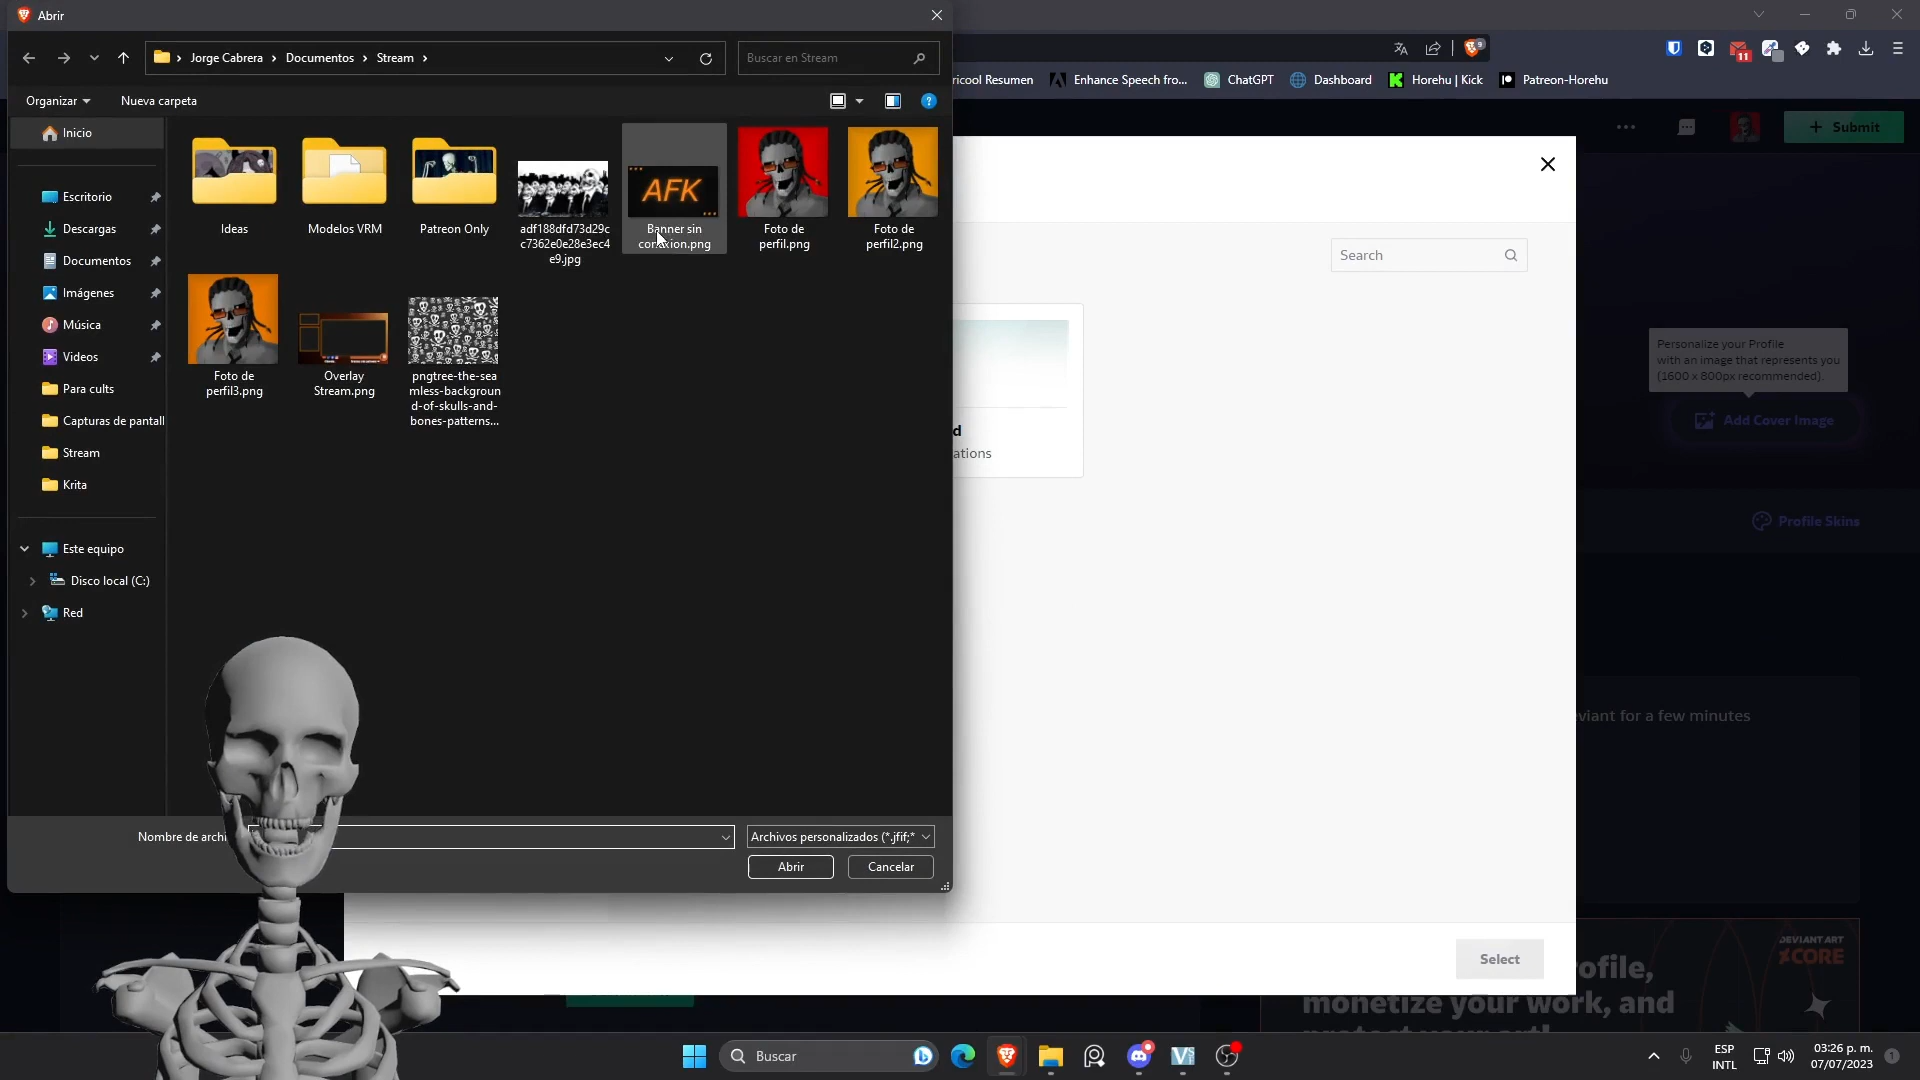 Abrir
Jorge Cabrera > Documentos > Stream >
Buscar en Stream
Organizar
Nueva carpeta
Inicio
Escritorio
Descargas
Documentos
Imágenes
Música
Videos
Para cults
Capturas de pantall
Stream
Krita
Este equipo
Disco local (C:)
Red
Ideas
Modelos VRM
Patreon Only
adf188dfd73d29c
c7362e0e28e3ec4
e9.jpg
AFK
Banner sin
Foto de
perfil.png
Foto de
perfil2.png
Foto de
perfil3.png
Overlay
Stream.png
pngtree-the-sea
mless-backgroun
d-of-skulls-and-
bones-patterns...
Nombre de archi
Archivos personalizados (*.jfif;*
Abrir
Cancelar
ricool Resumen
Enhance Speech fro...
ChatGPT
Dashboard
Horehu | Kick
Patreon-Horehu
11
Submit
Search
d
ations
Personalize your Profile
with an image that represents you
(1600 x 800px recommended).
Add Cover Image
Profile Skins
eviant for a few minutes
Select
DEVIANT ART
CORE
ofile,
monetize your work, and
Buscar
ESP
INTL
03:26 p. m.
07/07/2023
1